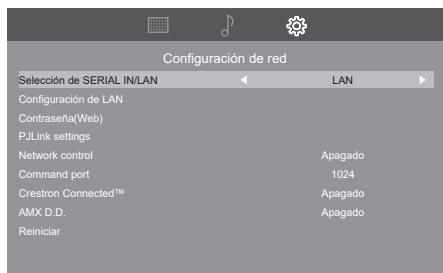 Configuración de red
Selección de SERIAL IN/LAN LAN
Configuración de LAN
Contraseña(Web)
PJLink settings
Network control Apagado
Command port 1024
Crestron Connected™ Apagado
AMX D.D. Apagado
Reiniciar